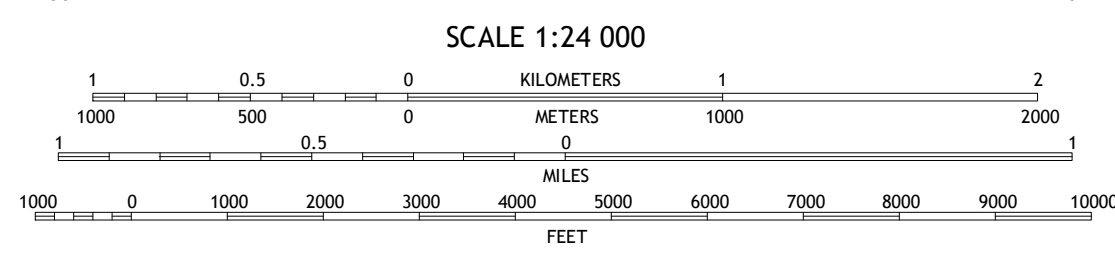 SCALE 1:24 000
1 0.5 0 KILOMETERS 1 2
1000 500 0 METERS 1000 2000
1 0.5 0 1
MILES
1000 0 1000 2000 3000 4000 5000 6000 7000 8000 9000 10000
FEET